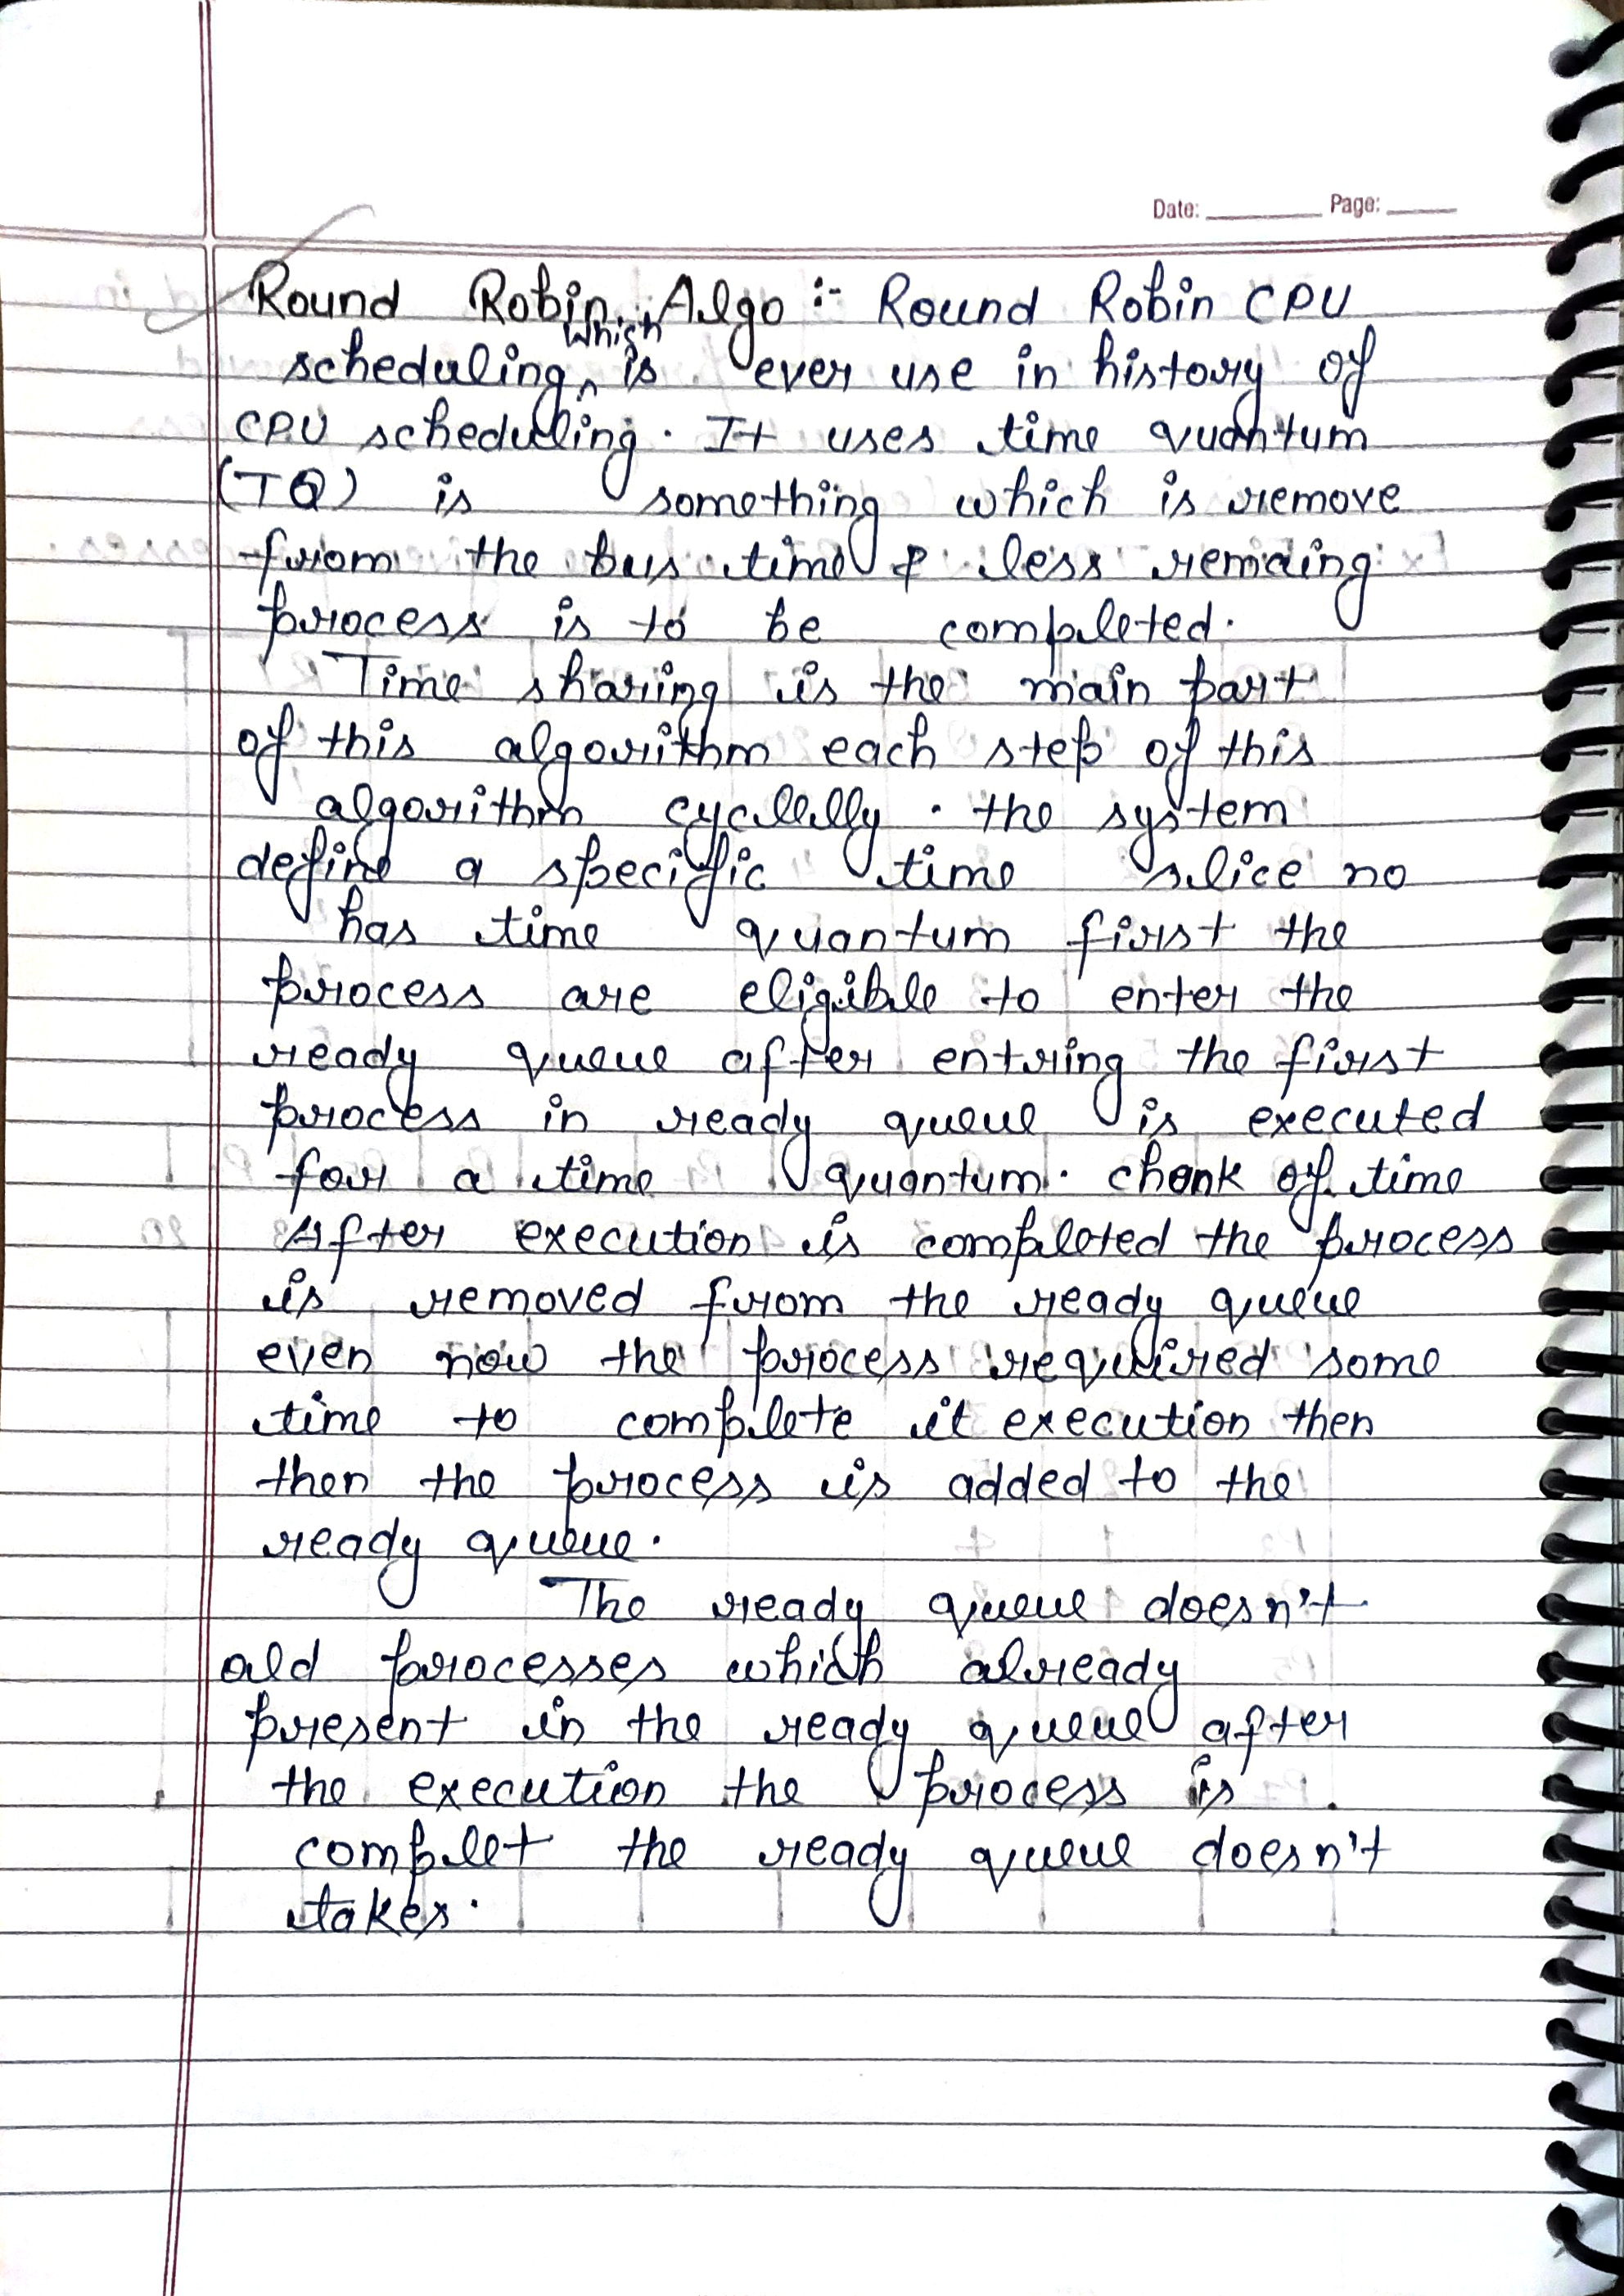 Date: Page:
Round Robin Algo :- Round Robin CPU
which
scheduling ^ is ever use in history of
CPU scheduling. It uses time quantum
(TQ) is something which is remove
from the bus time & less remaing
process is to be completed.
Time sharing is the main part
of this algorithm each step of this
algorithm cyclelly. the system
define a specific time slice no
has time quantum first the
process are eligible to enter the
ready queue after entring the first
process in ready queue is executed
for a time quantum. chonk of time
After execution is completed the process
is removed from the ready queue
even now the process required some
time to complete it execution then
then the process is added to the
ready queue.
The ready queue doesn't
ald processes which already
present in the ready queue after
the execution the process is
complet the ready queue doesn't
takes.